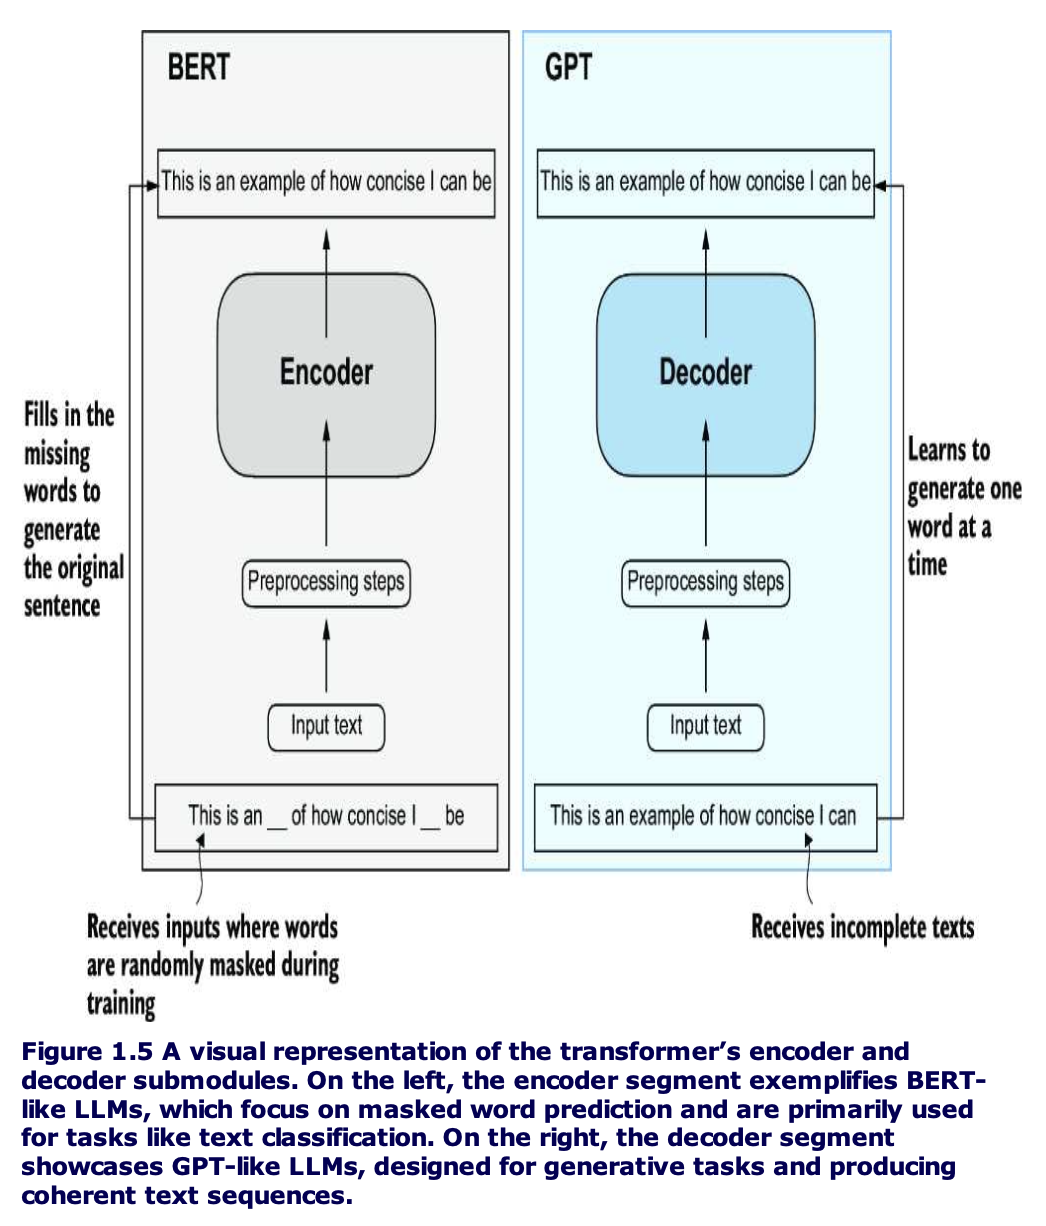 BERT
This is an example of how concise I can be
Encoder
Fills in the
missing
words to
generate
the original
sentence
Preprocessing steps
Input text
This is an __ of how concise I __ be
Receives inputs where words
are randomly masked during
training
GPT
This is an example of how concise I can be
Decoder
Learns to
generate one
word at a
time
Preprocessing steps
Input text
This is an example of how concise I can
Receives incomplete texts
Figure 1.5 A visual representation of the transformer’s encoder and
decoder submodules. On the left, the encoder segment exemplifies BERT-
like LLMs, which focus on masked word prediction and are primarily used
for tasks like text classification. On the right, the decoder segment
showcases GPT-like LLMs, designed for generative tasks and producing
coherent text sequences.